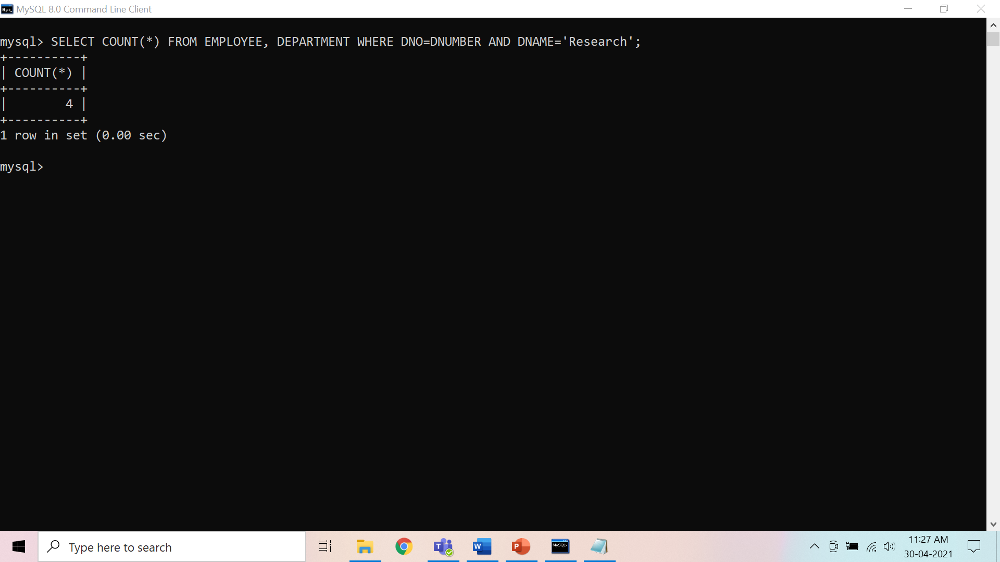 MySQL 8.0 Command Line Client
mysql> SELECT COUNT(*) FROM EMPLOYEE, DEPARTMENT WHERE DNO=DNUMBER AND DNAME='Research';
+----------+
| COUNT(*) |
+----------+
|        4 |
+----------+
1 row in set (0.00 sec)
mysql>
Type here to search
11:27 AM
30-04-2021